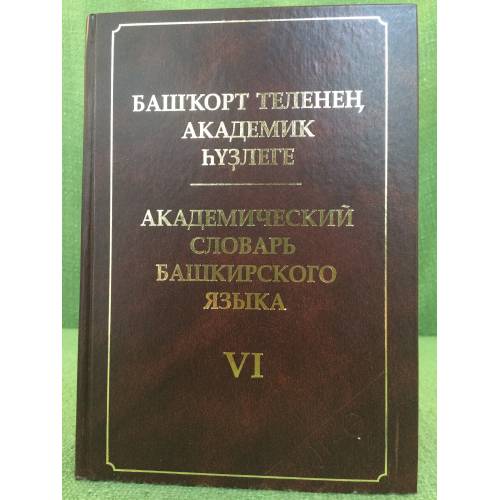 БАШҠОРТ ТЕЛЕНЕҢ
АКАДЕМИК
ҺҮҘЛЕГЕ
АКАДЕМИЧЕСКИЙ
СЛОВАРЬ
БАШКИРСКОГО
ЯЗЫКА
VI